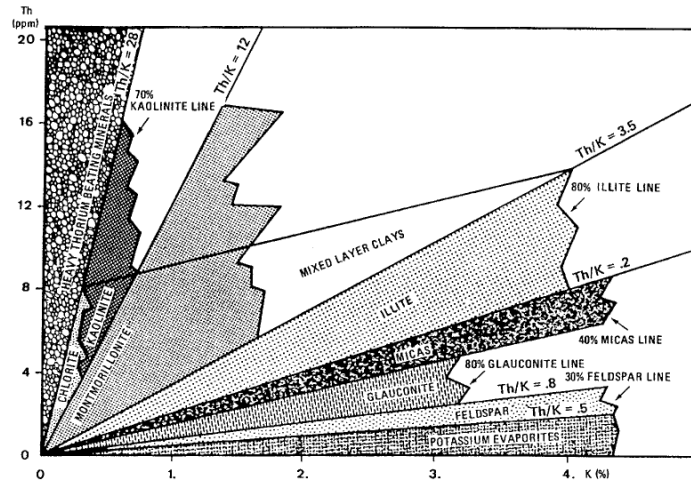 Th
(ppm)
20
16
12
8
4
0
0
1.
2.
3.
4.
K (%)
Th/K = 28
Th/K = 12
Th/K = 3.5
Th/K = .2
Th/K = .8
Th/K = .5
HEAVY THORIUM BEATING MINERALS
70%
KAOLINITE LINE
CHLORITE
KAOLINITE
MONTMORILLONITE
MIXED LAYER CLAYS
ILLITE
80% ILLITE LINE
MICAS
40% MICAS LINE
GLAUCONITE
80% GLAUCONITE LINE
30% FELDSPAR LINE
FELDSPAR
POTASSIUM EVAPORITES